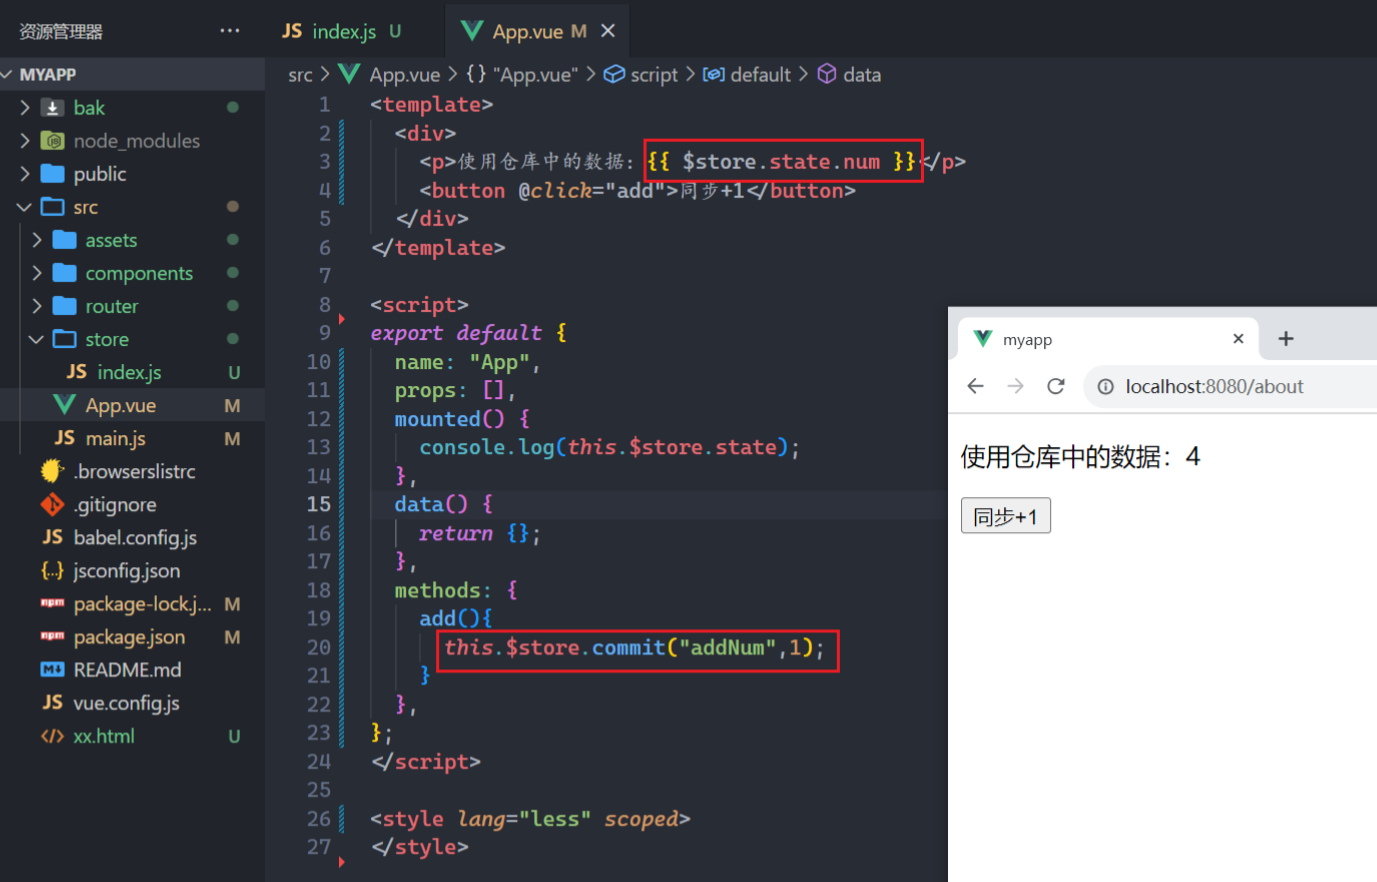 资源管理器 ···
MYAPP
bak
node_modules
public
src
assets
components
router
store
JS index.js U
App.vue M
JS main.js M
.browserslistrc
.gitignore
JS babel.config.js
{..} jsconfig.json
npm package-lock.j... M
npm package.json M
README.md
JS vue.config.js
</> xx.html U
JS index.js U
App.vue M ×
src > App.vue > {} "App.vue" > script > default > data
1 <template>
2 <div>
3 <p>使用仓库中的数据: {{ $store.state.num }}</p>
4 <button @click="add">同步+1</button>
5 </div>
6 </template>
7
8 <script>
9 export default {
10 name: "App",
11 props: [],
12 mounted() {
13 console.log(this.$store.state);
14 },
15 data() {
16 return {};
17 },
18 methods: {
19 add(){
20 this.$store.commit("addNum",1);
21 }
22 },
23 };
24 </script>
25
26 <style lang="less" scoped>
27 </style>
myapp × +
localhost:8080/about
使用仓库中的数据：4
同步+1